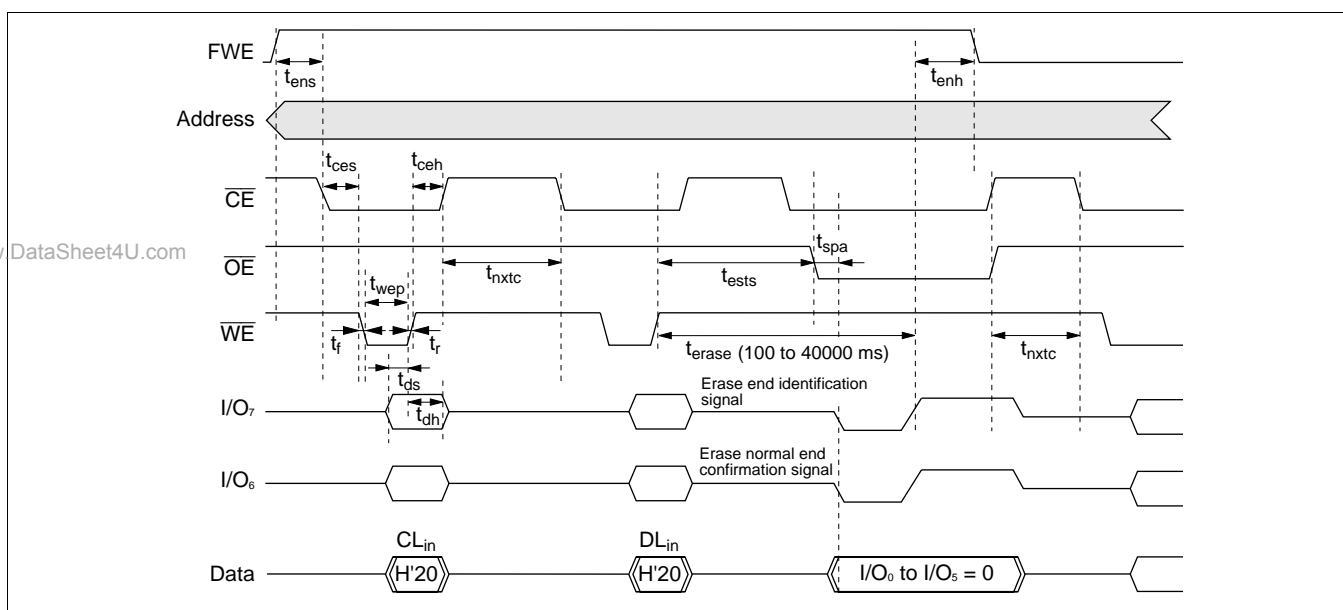 FWE
tens
tenh
Address
tces
tceh
CE
w.DataSheet4U.com
OE
tspa
tnxtc
tests
twep
WE
tf
tr
terase (100 to 40000 ms)
tnxtc
tds
Erase end identification
signal
I/O7
tdh
Erase normal end
confirmation signal
I/O6
CLin
DLin
Data
H'20
H'20
I/O0 to I/O5 = 0